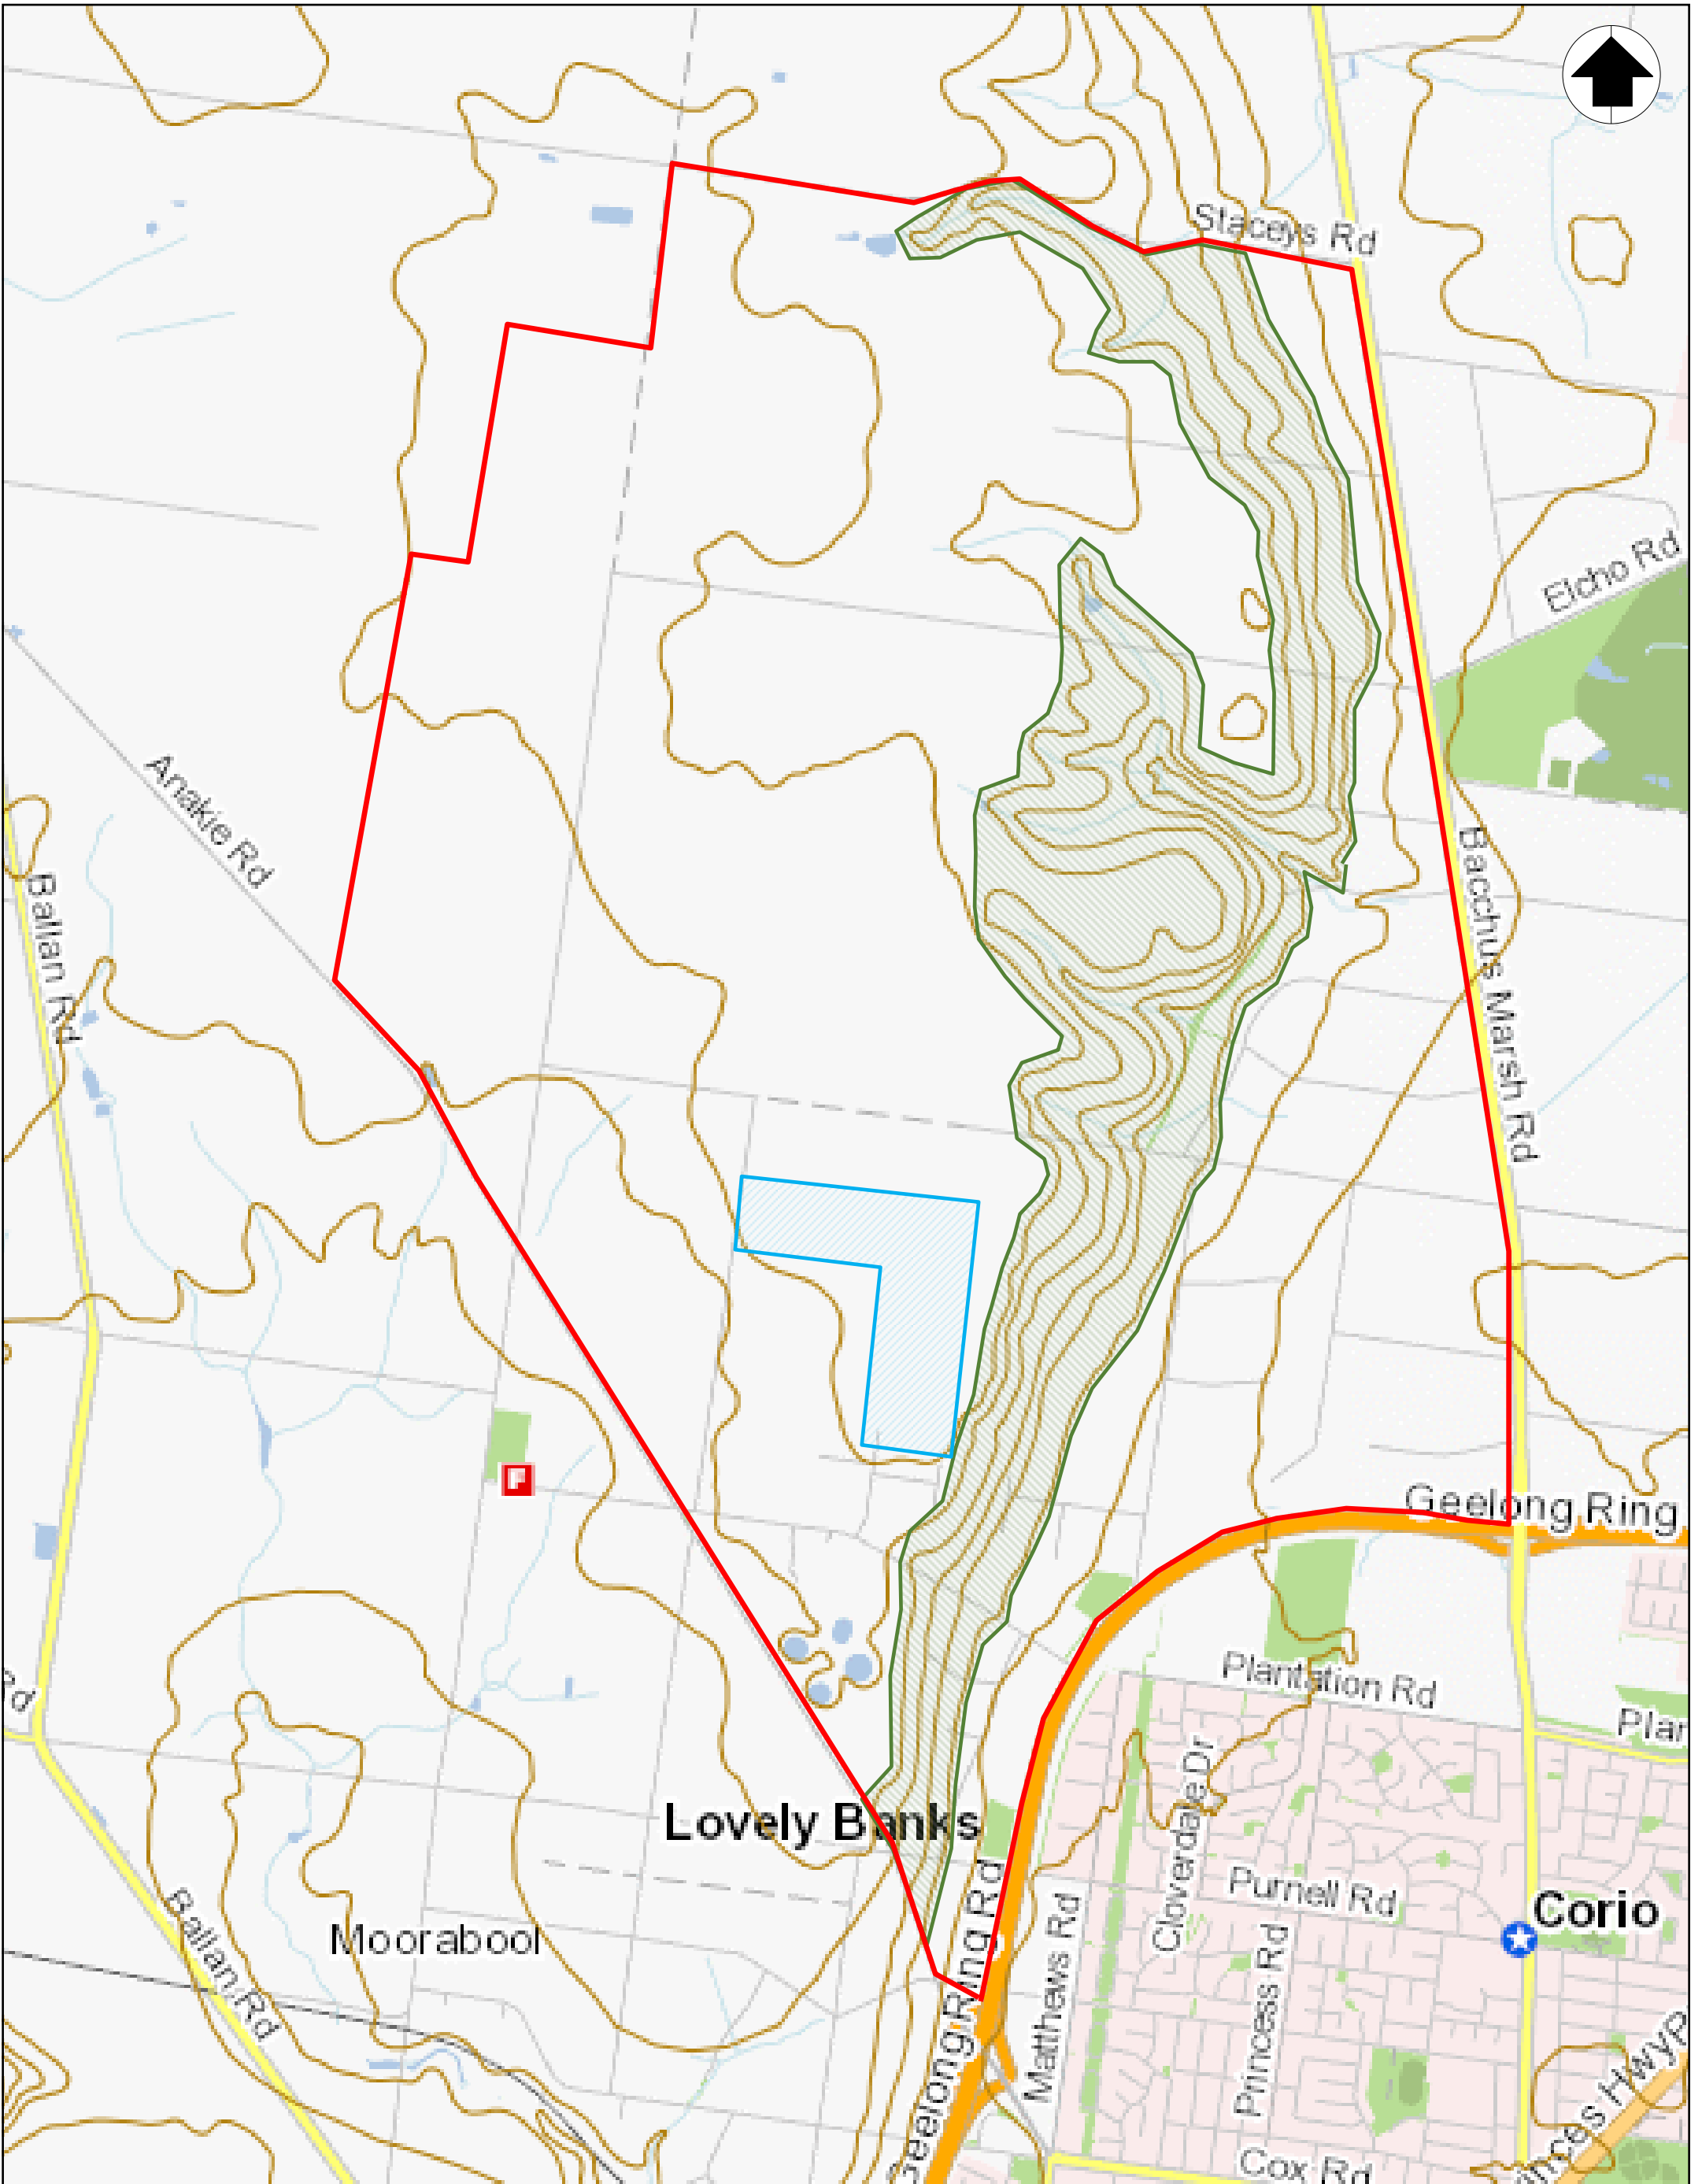 Staceys Rd
Elcho Rd
Anakie Rd
Ballan Rd
Bacchus Marsh Rd
Geelong Ring
Plantation Rd
Rd
Plan
Cloverdale Dr
Lovely Banks
Purnell Rd
Corio
Moorabool
Ballan Rd
Geelong Ring Rd
Matthews Rd
Princess Rd
Cox Rd